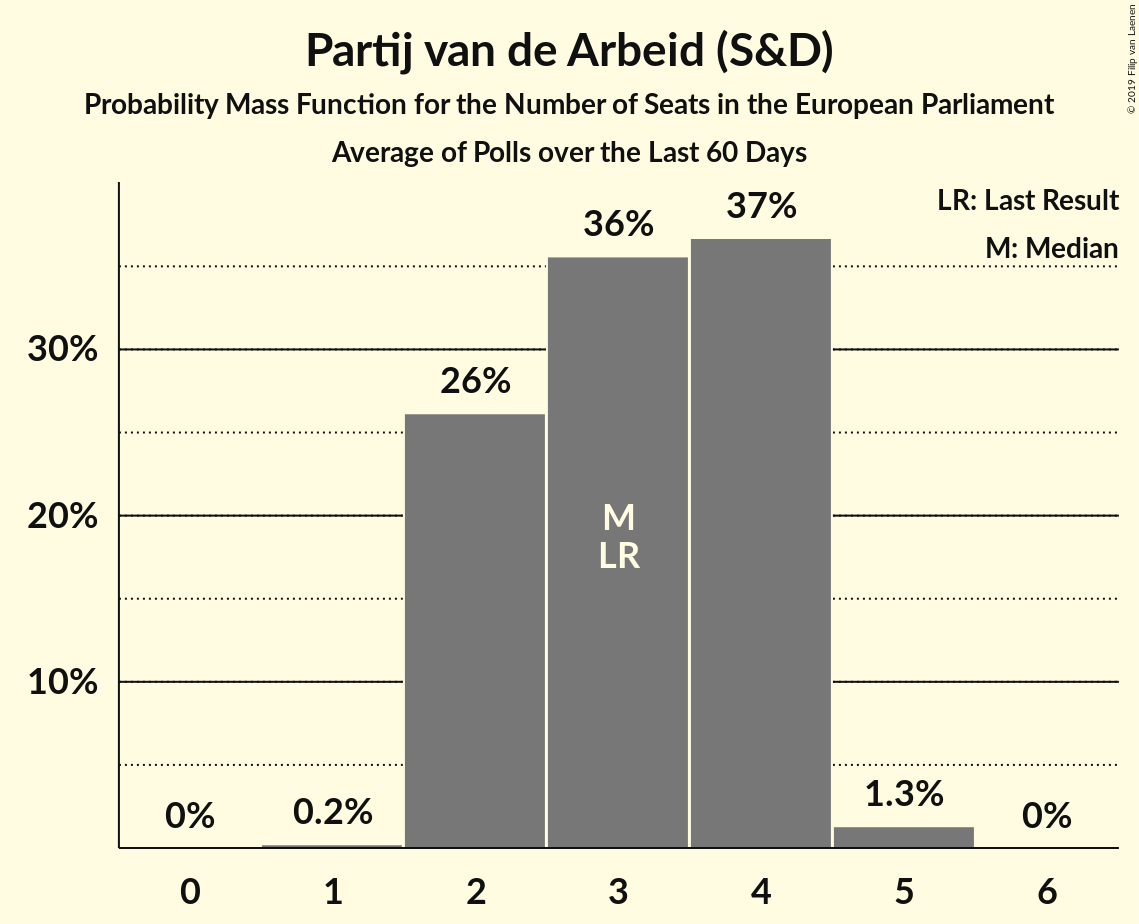 Partij van de Arbeid (S&D)
Probability Mass Function for the Number of Seats in the European Parliament
Average of Polls over the Last 60 Days
© 2019 Filip van Laenen
LR: Last Result
M: Median
37%
36%
30%
26%
20%
M
LR
10%
0%
0.2%
1.3%
0%
0 1 2 3 4 5 6